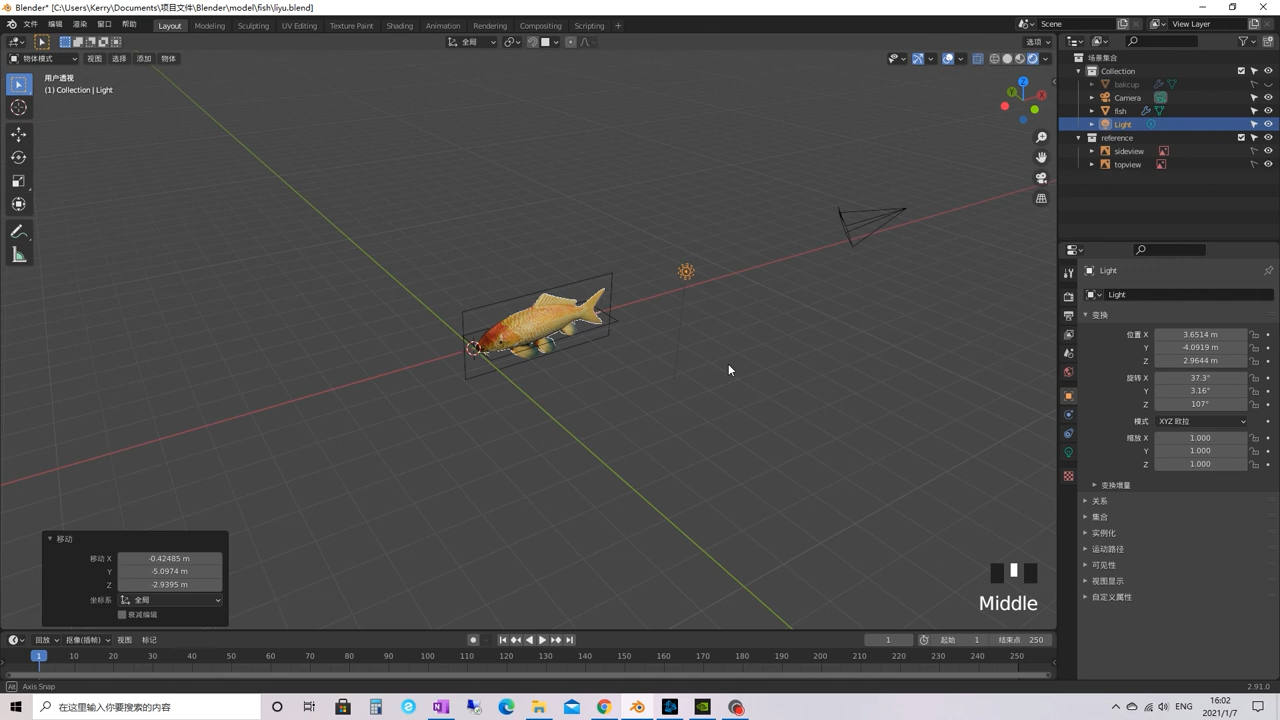 Blender* [C:\Users\Kerry\Documents\项目文件\Blender\model\fish\liyu.blend]
文件 编辑 渲染 窗口 帮助 Layout Modeling Sculpting UV Editing Texture Paint Shading Animation Rendering Compositing Scripting + Scene View Layer
全局 选项
物体模式 视图 选择 添加 物体
用户透视
(1) Collection | Light
Z
Y
X
场景集合
Collection
bakcup
Camera
fish
Light
reference
sideview
topview
Light
Light
变换
位置 X 3.6514 m
Y -4.0919 m
Z 2.9644 m
旋转 X 37.3°
Y 3.16°
Z 107°
模式 XYZ 欧拉
缩放 X 1.000
Y 1.000
Z 1.000
变换增量
关系
集合
实例化
运动路径
可见性
视图显示
自定义属性
移动
移动 X -0.42485 m
Y -5.0974 m
Z -2.9395 m
坐标系 全局
衰减编辑
Middle
回放 抠像(插帧) 视图 标记 1 起始 1 结束点 250
1 10 20 30 40 50 60 70 80 90 100 110 120 130 140 150 160 170 180 190 200 210 220 230 240 250
Alt Axis Snap 2.91.0
在这里输入你要搜索的内容 ENG 16:02
2021/1/7